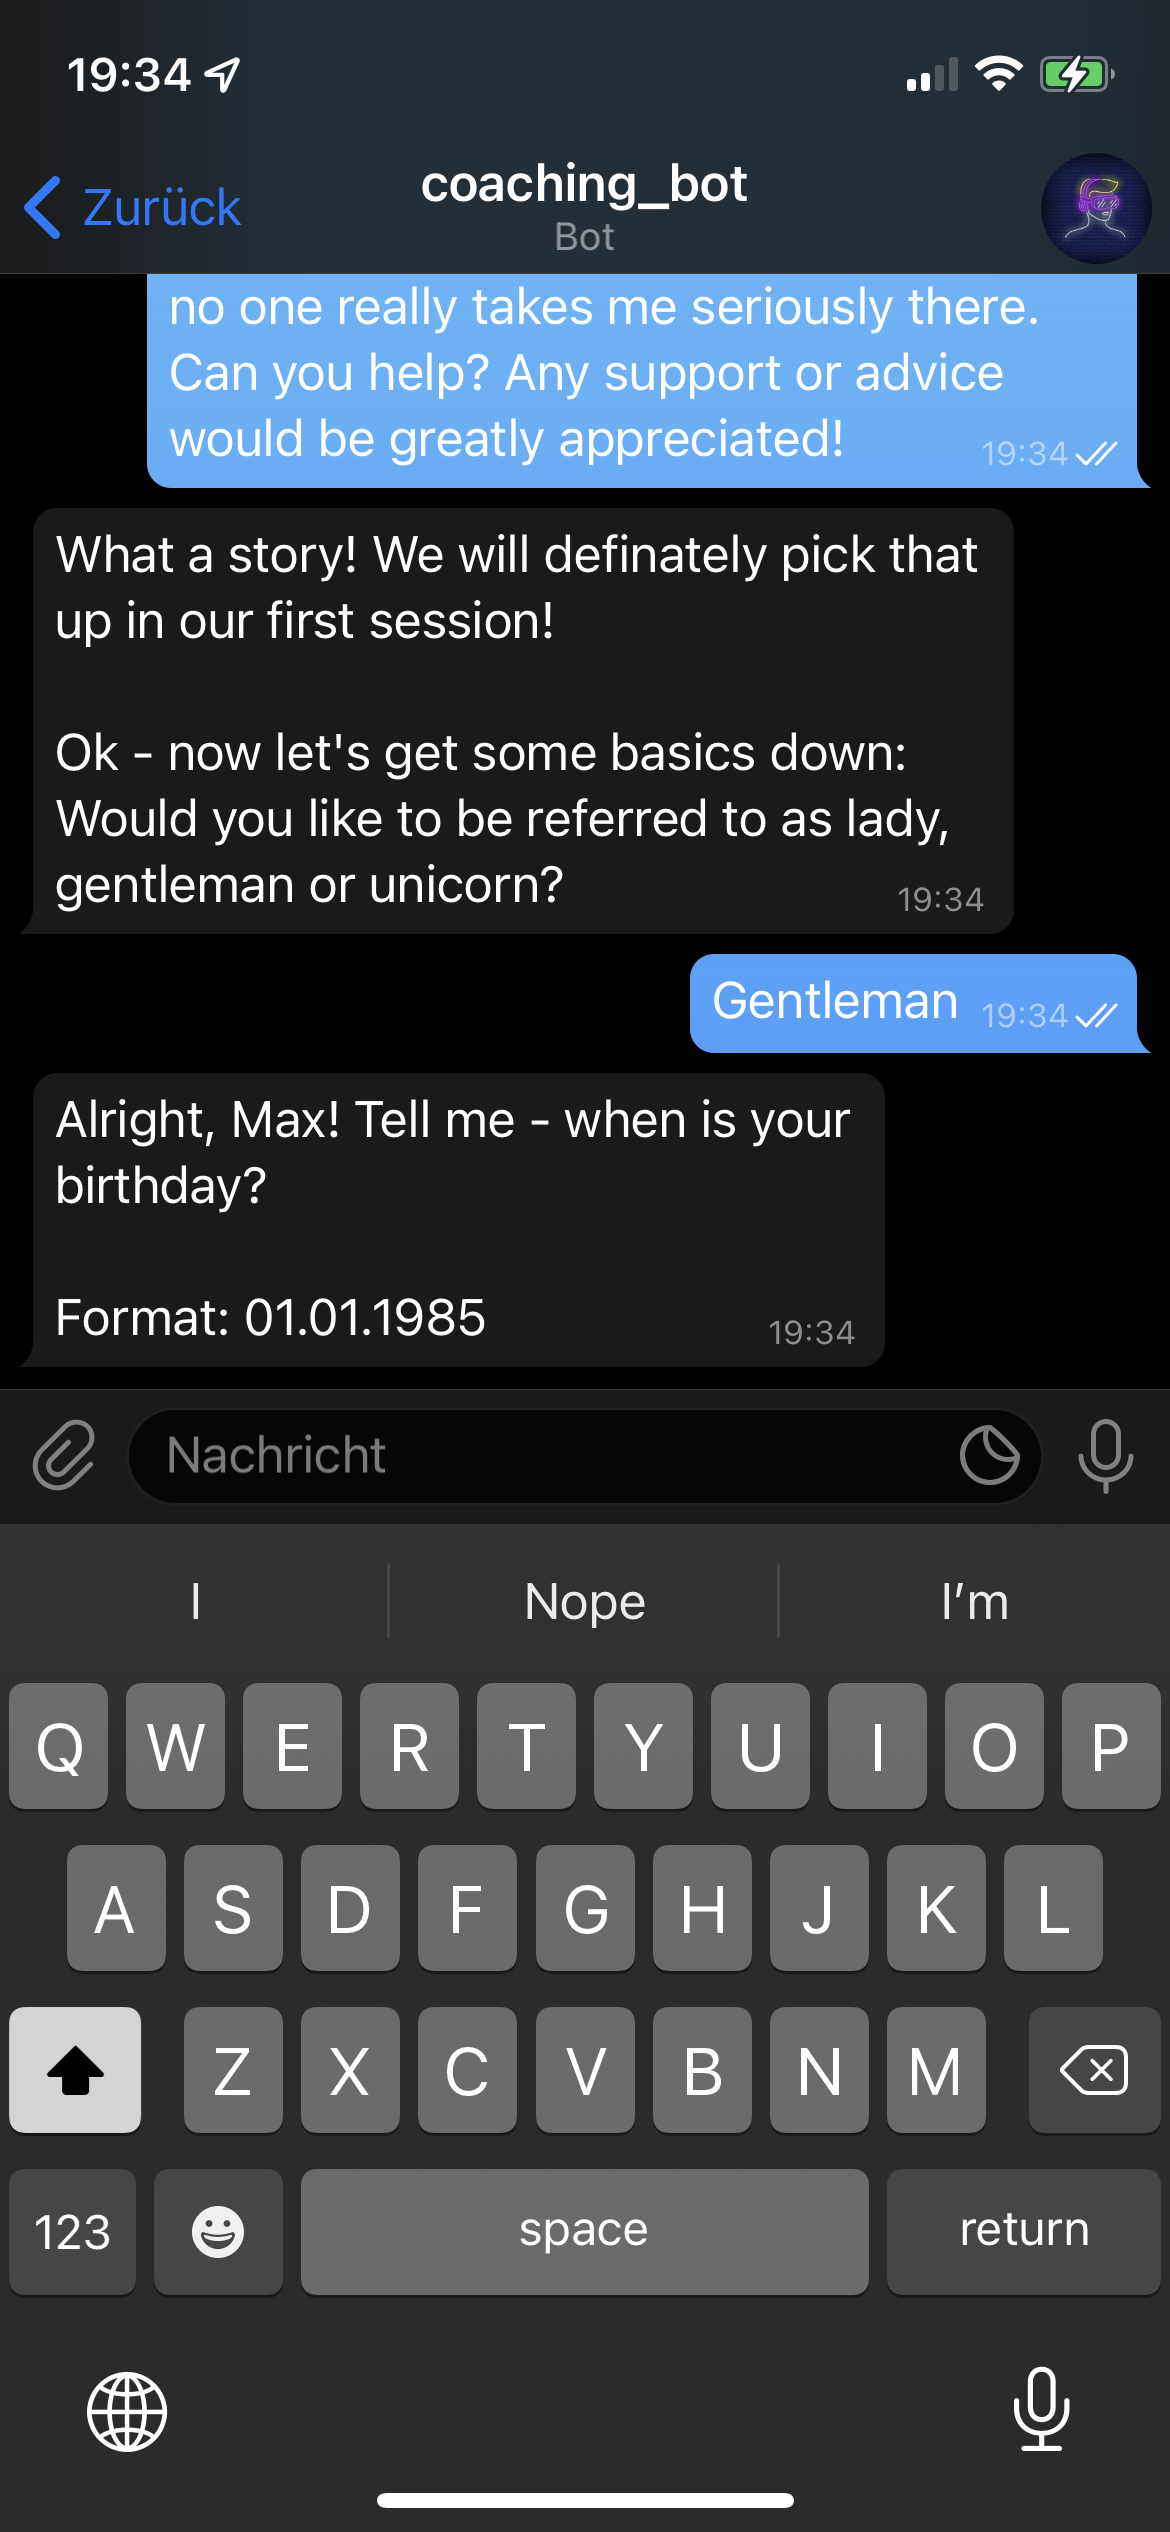 19:34
Zurück
coaching_bot
Bot
no one really takes me seriously there.
Can you help? Any support or advice
would be greatly appreciated!
19:34
What a story! We will definately pick that
up in our first session!
Ok - now let's get some basics down:
Would you like to be referred to as lady,
gentleman or unicorn?
19:34
Gentleman 19:34
Alright, Max! Tell me - when is your
birthday?
Format: 01.01.1985
19:34
Nachricht
I Nope I’m
Q W E R T Y U I O P
A S D F G H J K L
Z X C V B N M
123 space return